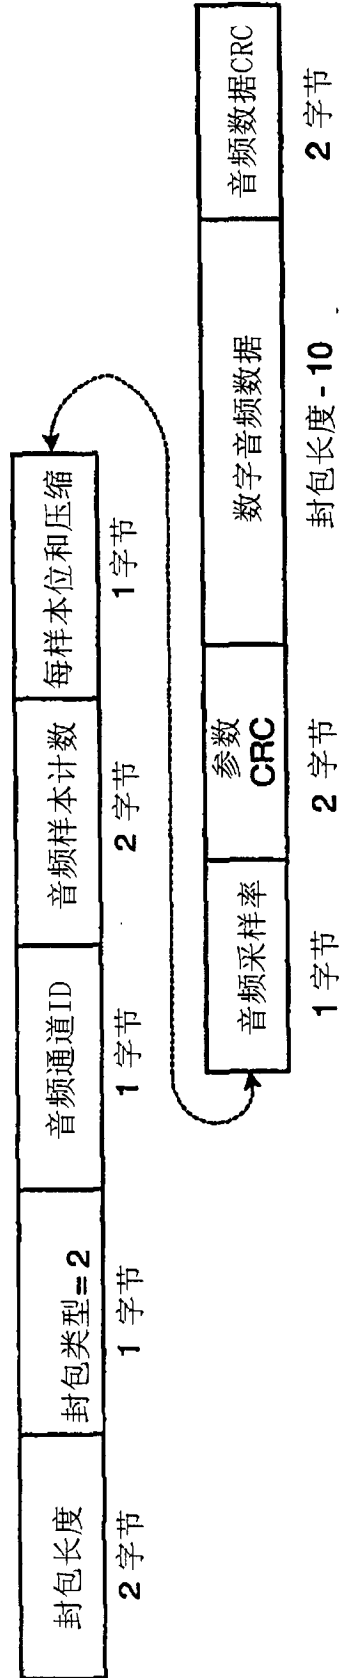 封包长度
封包类型=2
音频通道ID
音频样本计数
每样本位和压缩
2 字节
1 字节
1 字节
2 字节
1 字节
音频采样率
参数
CRC
数字音频数据
音频数据CRC
1 字节
2 字节
封包长度 - 10
2 字节